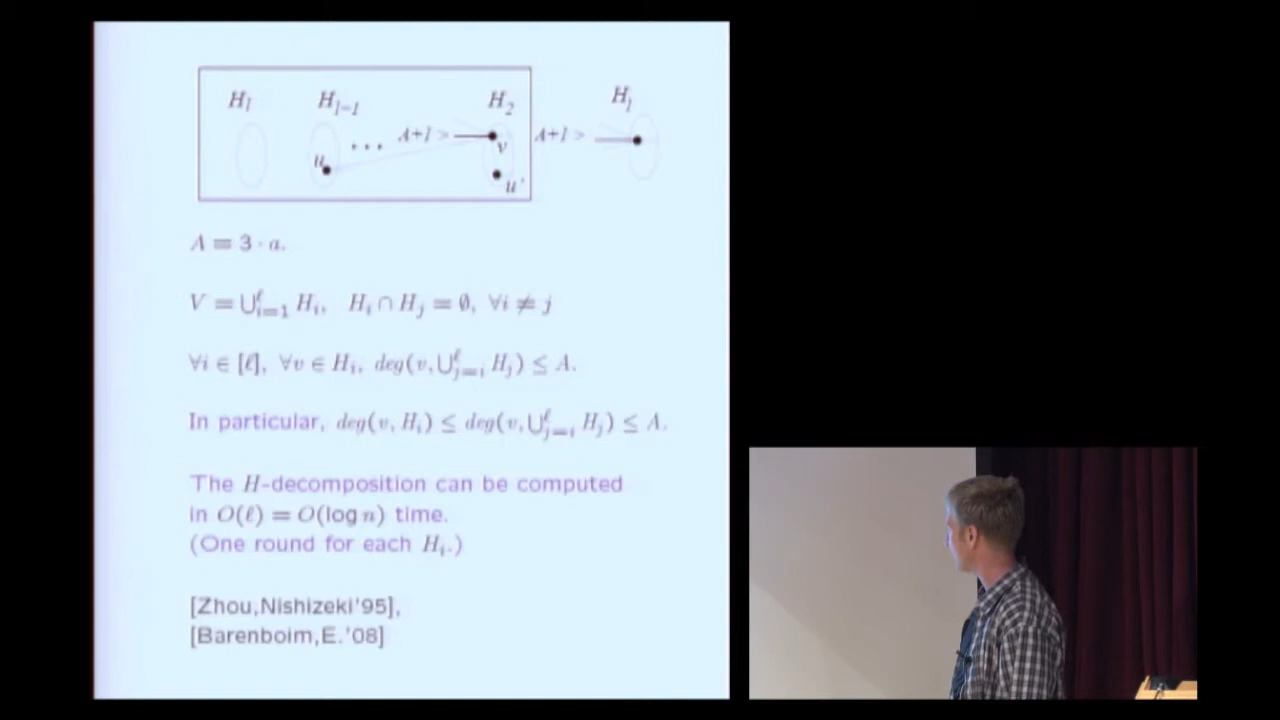 H_l H_{l-1} H_2 H_1
... A+1 > A+1 >
u v
u'
A = 3 · a.
V = ⋃_{i=1}^ℓ H_i, H_i ∩ H_j = ∅, ∀i ≠ j
∀i ∈ [ℓ], ∀v ∈ H_i, deg(v, ⋃_{j=i}^ℓ H_j) ≤ A.
In particular, deg(v, H_i) ≤ deg(v, ⋃_{j=i}^ℓ H_j) ≤ A.
The H-decomposition can be computed
in O(ℓ) = O(log n) time.
(One round for each H_i.)
[Zhou,Nishizeki'95],
[Barenboim,E.'08]